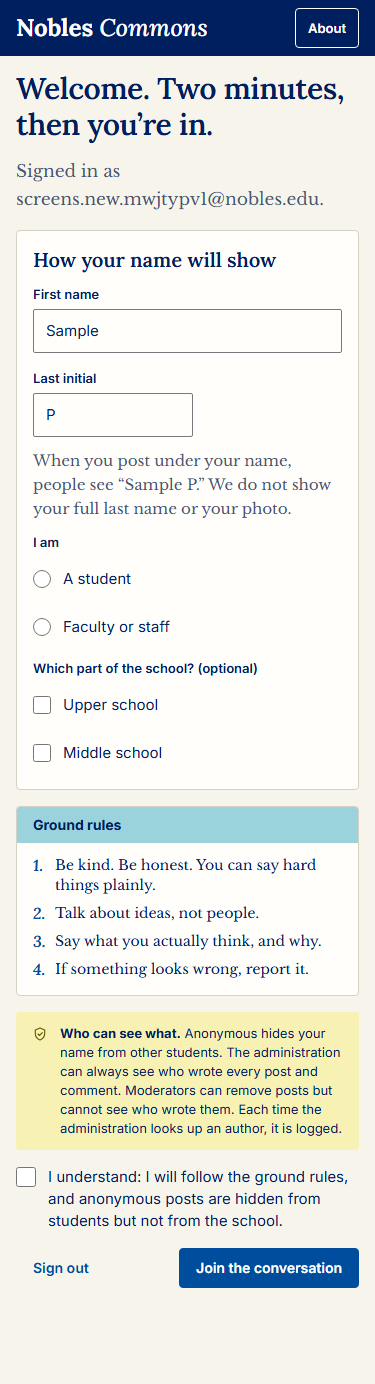 Nobles Commons
About
Welcome. Two minutes,
then you’re in.
Signed in as
screens.new.mwjtypv1@nobles.edu.
How your name will show
First name
Sample
Last initial
P
When you post under your name,
people see “Sample P.” We do not show
your full last name or your photo.
I am
A student
Faculty or staff
Which part of the school? (optional)
Upper school
Middle school
Ground rules
1. Be kind. Be honest. You can say hard
things plainly.
2. Talk about ideas, not people.
3. Say what you actually think, and why.
4. If something looks wrong, report it.
Who can see what. Anonymous hides your
name from other students. The administration
can always see who wrote every post and
comment. Moderators can remove posts but
cannot see who wrote them. Each time the
administration looks up an author, it is logged.
I understand: I will follow the ground rules,
and anonymous posts are hidden from
students but not from the school.
Sign out
Join the conversation